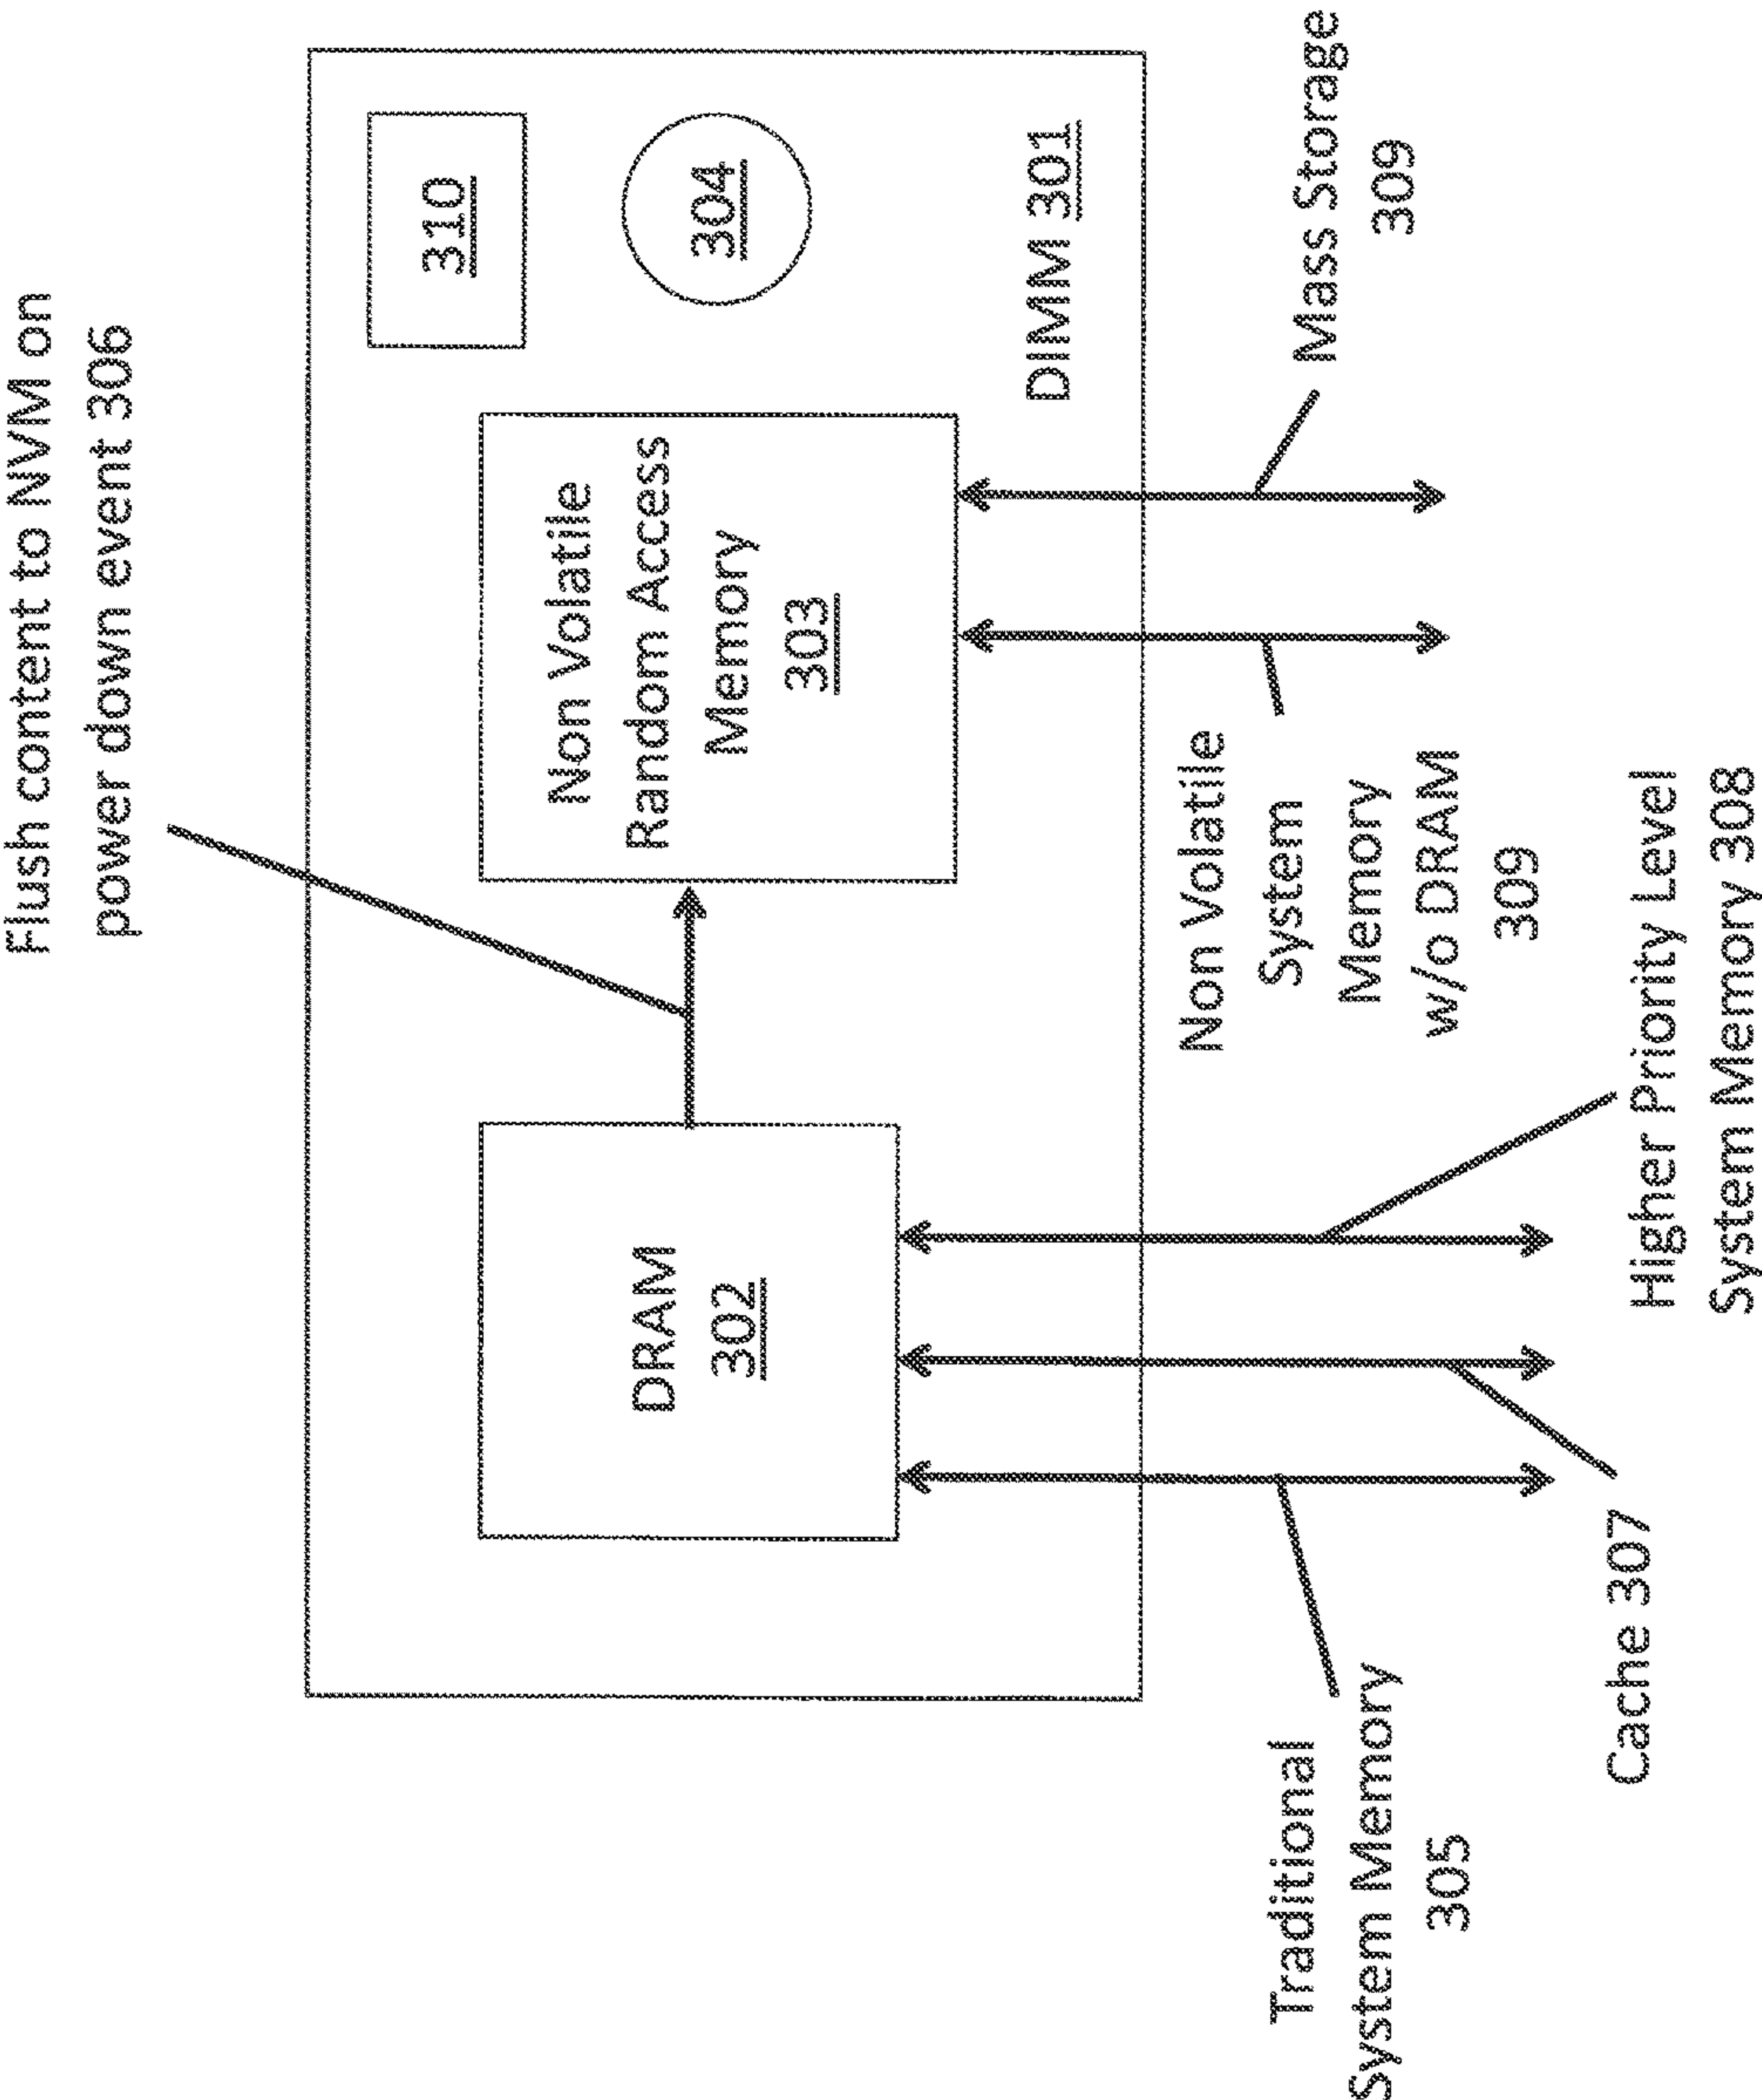 Flush content to NVM on
power down event 306
310
304
DIMM 301
Non Volatile
Random Access
Memory
303
DRAM
302
Traditional
System Memory
305
Cache 307
Higher Priority Level
System Memory 308
Non Volatile
System
Memory
w/o DRAM
309
Mass Storage
309